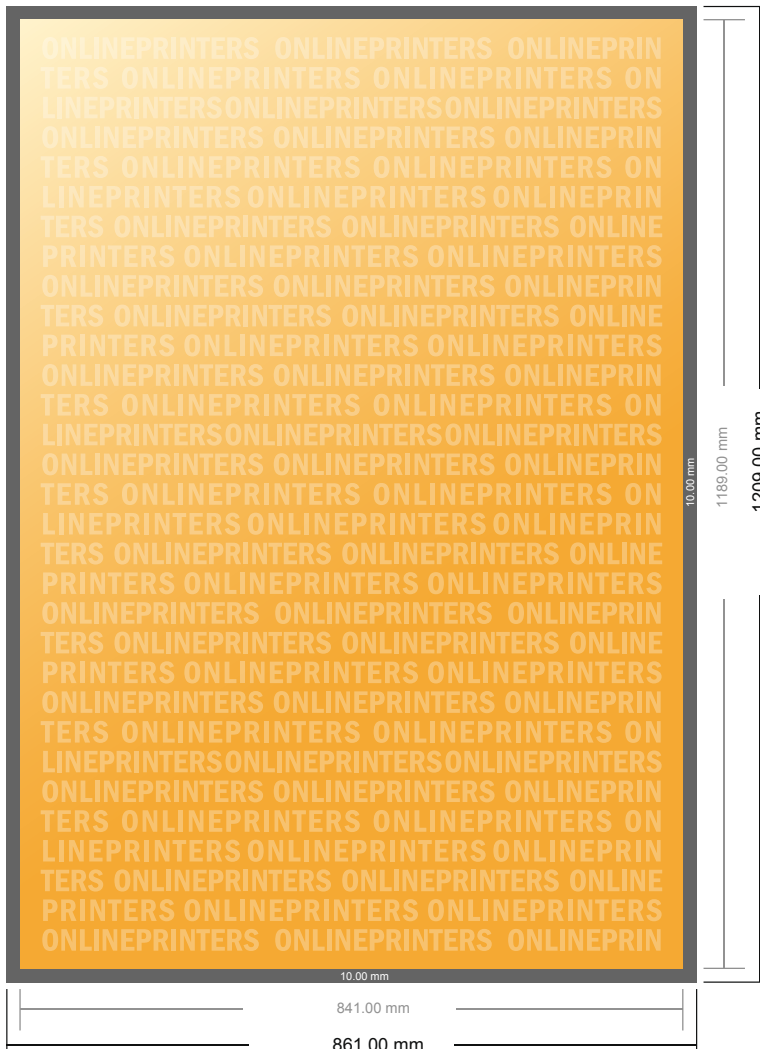 ONLINEPRINTERS ONLINEPRINTERS ONLINEPRIN
TERS ONLINEPRINTERS ONLINEPRINTERS ON
LINEPRINTERSONLINEPRINTERSONLINEPRINTERS
ONLINEPRINTERS ONLINEPRINTERS ONLINEPRIN
TERS ONLINEPRINTERS ONLINEPRINTERS ON
LINEPRINTERS ONLINEPRINTERS ONLINEPRIN
TERS ONLINEPRINTERS ONLINEPRINTERS ONLINE
PRINTERS ONLINEPRINTERS ONLINEPRINTERS
ONLINEPRINTERS ONLINEPRINTERS ONLINEPRIN
TERS ONLINEPRINTERS ONLINEPRINTERS ONLINE
PRINTERS ONLINEPRINTERS ONLINEPRINTERS
ONLINEPRINTERS ONLINEPRINTERS ONLINEPRIN
TERS ONLINEPRINTERS ONLINEPRINTERS ON
LINEPRINTERSONLINEPRINTERSONLINEPRINTERS
ONLINEPRINTERS ONLINEPRINTERS ONLINEPRIN
TERS ONLINEPRINTERS ONLINEPRINTERS ON
LINEPRINTERS ONLINEPRINTERS ONLINEPRIN
TERS ONLINEPRINTERS ONLINEPRINTERS ONLINE
PRINTERS ONLINEPRINTERS ONLINEPRINTERS
ONLINEPRINTERS ONLINEPRINTERS ONLINEPRIN
TERS ONLINEPRINTERS ONLINEPRINTERS ONLINE
PRINTERS ONLINEPRINTERS ONLINEPRINTERS
ONLINEPRINTERS ONLINEPRINTERS ONLINEPRIN
TERS ONLINEPRINTERS ONLINEPRINTERS ON
LINEPRINTERSONLINEPRINTERSONLINEPRINTERS
ONLINEPRINTERS ONLINEPRINTERS ONLINEPRIN
TERS ONLINEPRINTERS ONLINEPRINTERS ON
LINEPRINTERS ONLINEPRINTERS ONLINEPRIN
TERS ONLINEPRINTERS ONLINEPRINTERS ONLINE
PRINTERS ONLINEPRINTERS ONLINEPRINTERS
ONLINEPRINTERS ONLINEPRINTERS ONLINEPRIN
10.00 mm
1189.00 mm
1209.00 mm
10.00 mm
841.00 mm
861.00 mm